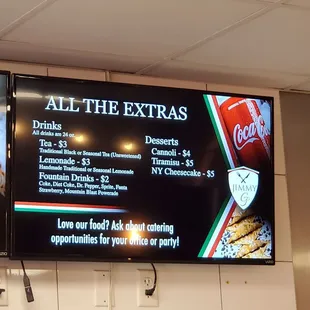 ALL THE EXTRAS
Drinks
All drinks are 24 oz.
Tea - $3
Traditional Black or Seasonal Tea (Unsweetened)
Lemonade - $3
Handmade Traditional or Seasonal Lemonade
Fountain Drinks - $2
Coke, Diet Coke, Dr. Pepper, Sprite, Fanta
Strawberry, Mountain Blast Powerade
Desserts
Cannoli - $4
Tiramisu - $5
NY Cheesecake - $5
Love our food? Ask about catering
opportunities for your office or party!
Coca-Cola
JIMMY
G